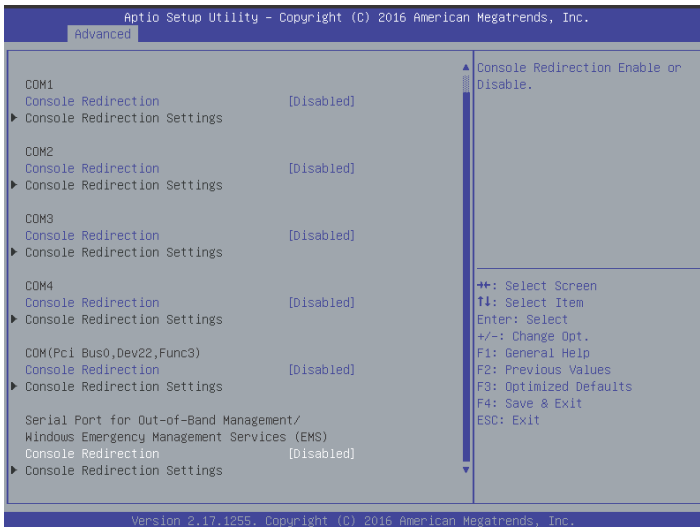 Aptio Setup Utility – Copyright (C) 2016 American Megatrends, Inc.
Advanced
COM1
Console Redirection [Disabled]
Console Redirection Settings
COM2
Console Redirection [Disabled]
Console Redirection Settings
COM3
Console Redirection [Disabled]
Console Redirection Settings
COM4
Console Redirection [Disabled]
Console Redirection Settings
COM(Pci Bus0,Dev22,Func3)
Console Redirection [Disabled]
Console Redirection Settings
Serial Port for Out-of-Band Management/
Windows Emergency Management Services (EMS)
Console Redirection [Disabled]
Console Redirection Settings
Console Redirection Enable or
Disable.
→←: Select Screen
↑↓: Select Item
Enter: Select
+/-: Change Opt.
F1: General Help
F2: Previous Values
F3: Optimized Defaults
F4: Save & Exit
ESC: Exit
Version 2.17.1255. Copyright (C) 2016 American Megatrends, Inc.